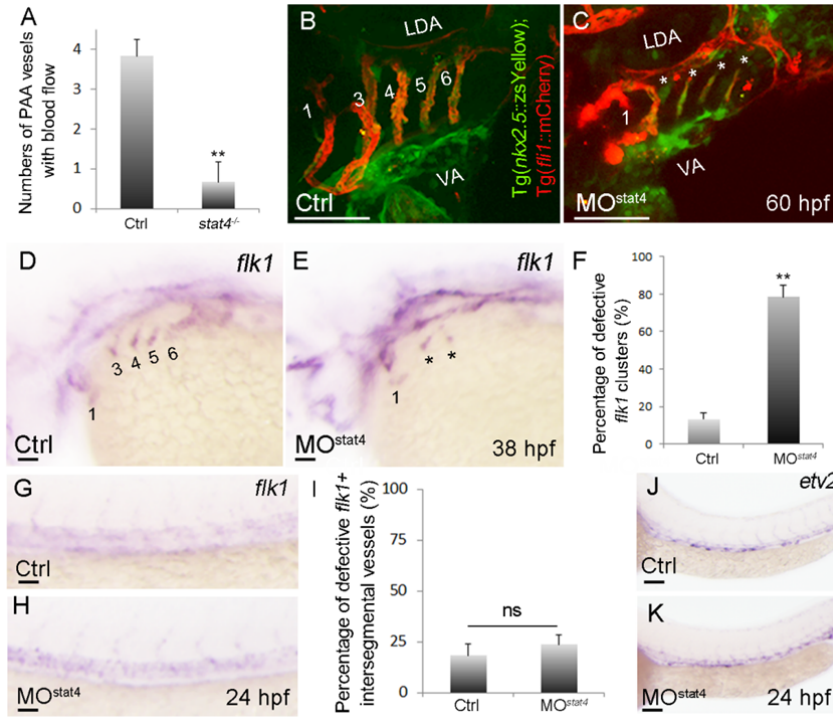 A
Numbers of PAA vessels
with blood flow
4
3
2
1
0
**
Ctrl
stat4-/-
B
LDA
1
3
4
5
6
VA
Ctrl
Tg(nkx2.5::zsYellow);
Tg(fli1::mCherry)
C
LDA
* * * *
1
VA
MOstat4
60 hpf
D
flk1
3 4 5 6
1
Ctrl
E
flk1
* *
1
MOstat4
38 hpf
F
Percentage of defective
flk1 clusters (%)
100
80
60
40
20
0
**
Ctrl
MOstat4
G
flk1
Ctrl
H
MOstat4
24 hpf
I
Percentage of defective flk1+
intersegmental vessels (%)
100
75
50
25
0
ns
Ctrl
MOstat4
J
etv2
Ctrl
K
MOstat4
24 hpf